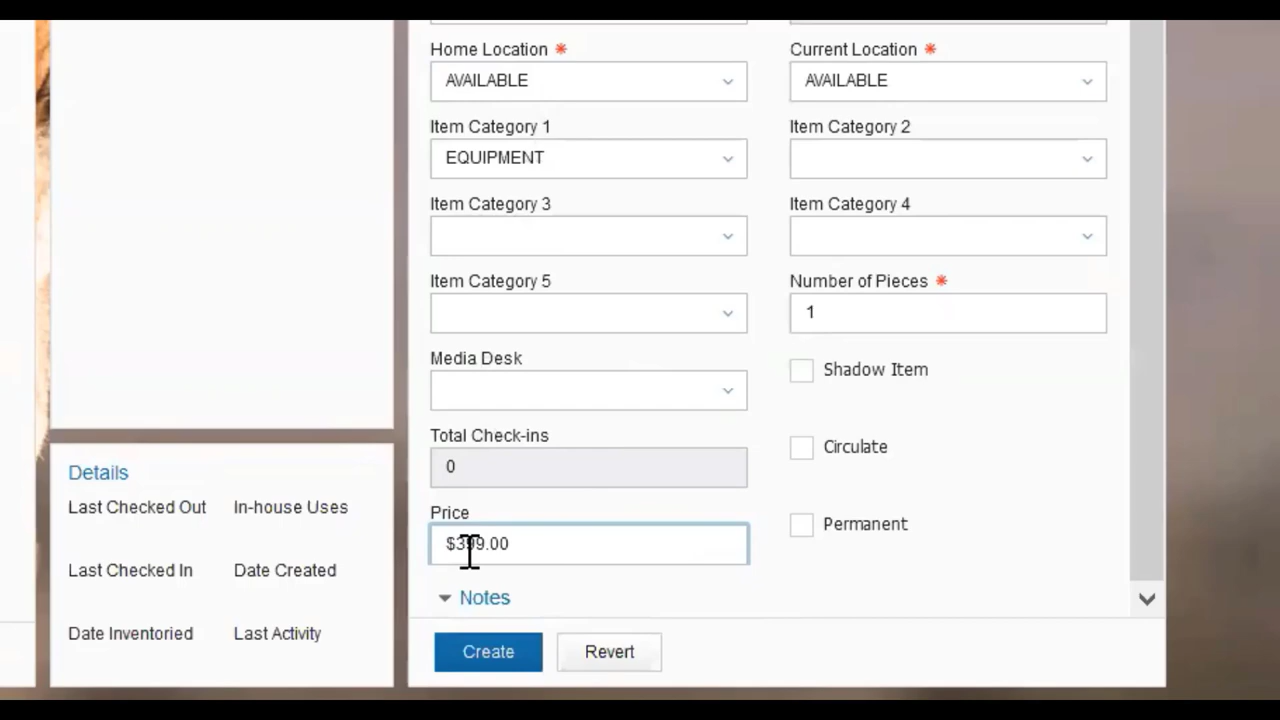 Home Location *
Current Location *
AVAILABLE
AVAILABLE
Item Category 1
Item Category 2
EQUIPMENT
Item Category 3
Item Category 4
Item Category 5
Number of Pieces *
1
Media Desk
Shadow Item
Total Check-ins
0
Circulate
Price
$399.00
Permanent
Notes
Create
Revert
Details
Last Checked Out
In-house Uses
Last Checked In
Date Created
Date Inventoried
Last Activity